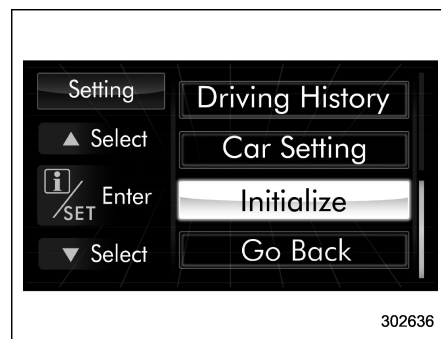 Setting
▲ Select
i/SET Enter
▼ Select
Driving History
Car Setting
Initialize
Go Back
302636